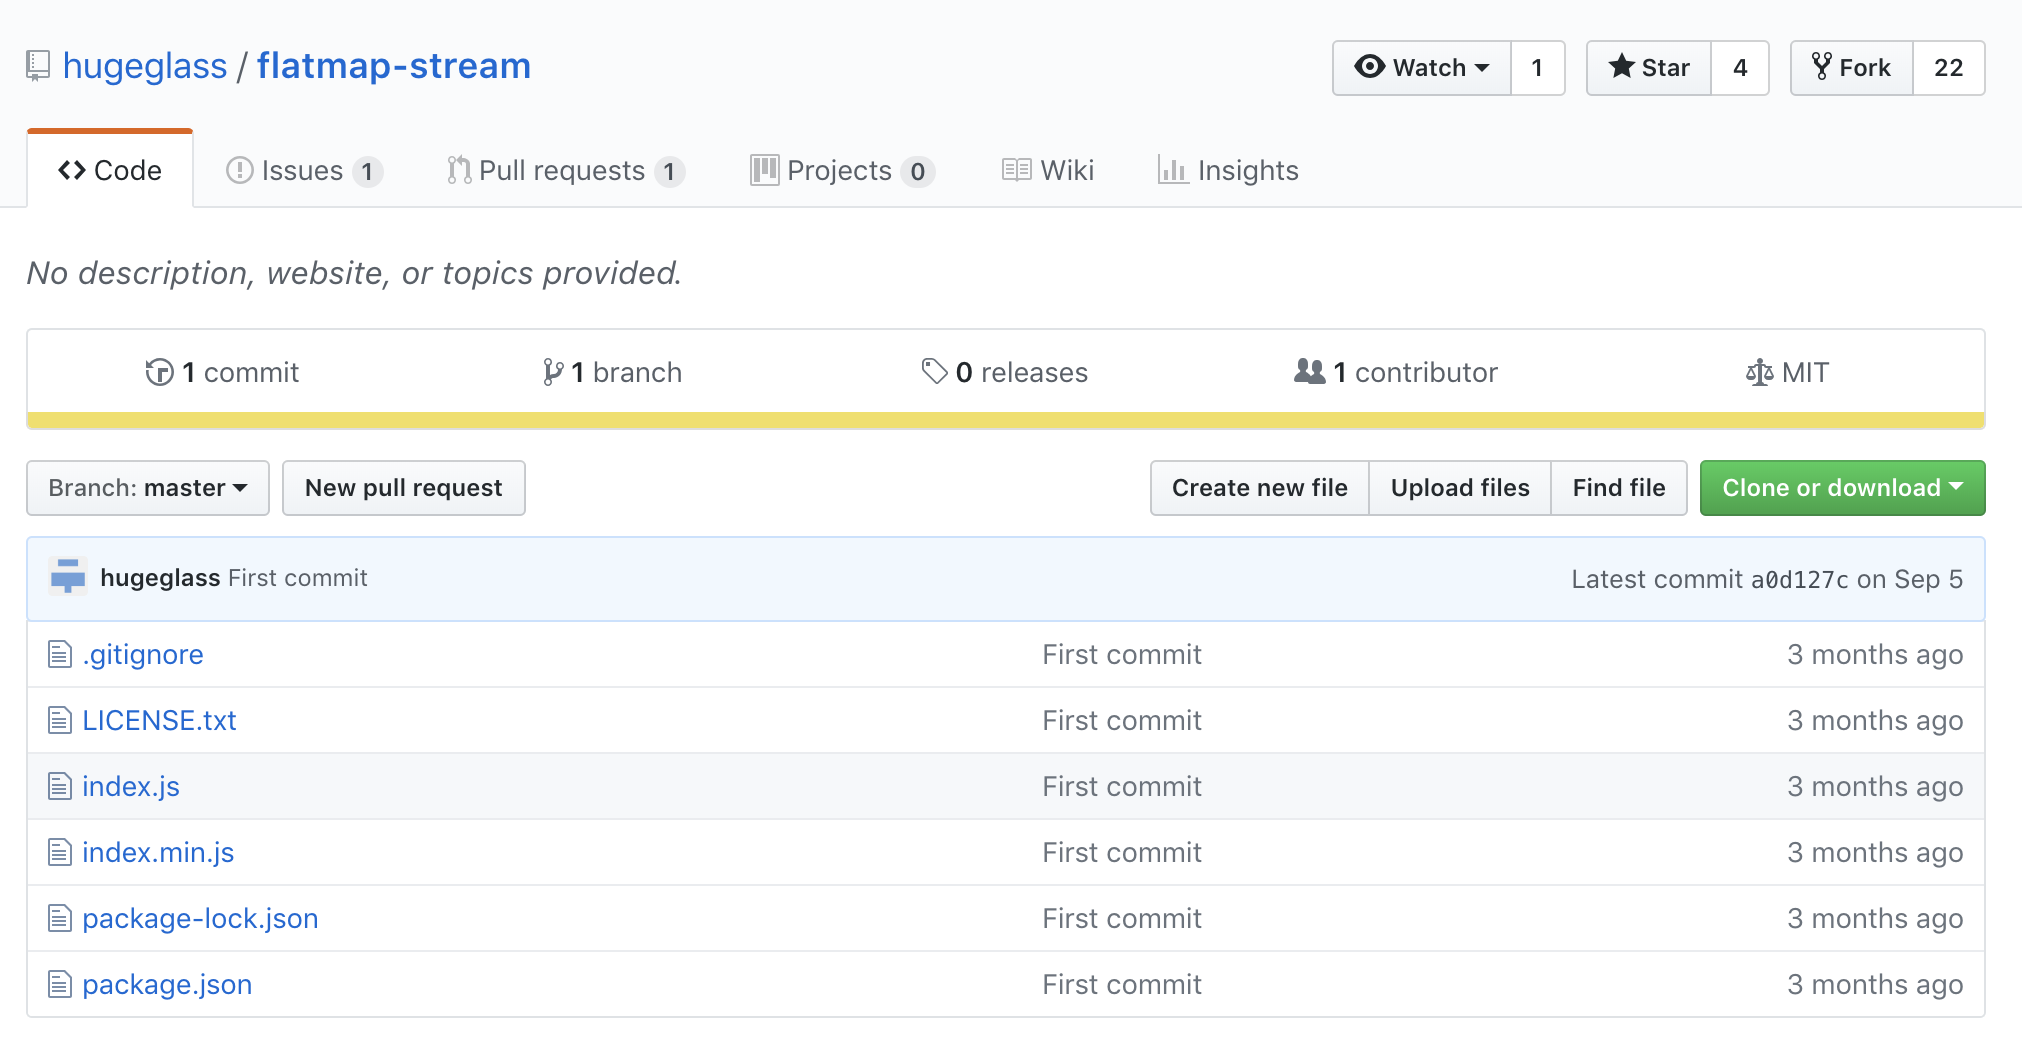 hugeglass / flatmap-stream Watch 1 Star 4 Fork 22
Code Issues 1 Pull requests 1 Projects 0 Wiki Insights
No description, website, or topics provided.
1 commit 1 branch 0 releases 1 contributor MIT
Branch: master New pull request Create new file Upload files Find file Clone or download
hugeglass First commit Latest commit a0d127c on Sep 5
.gitignore First commit 3 months ago
LICENSE.txt First commit 3 months ago
index.js First commit 3 months ago
index.min.js First commit 3 months ago
package-lock.json First commit 3 months ago
package.json First commit 3 months ago